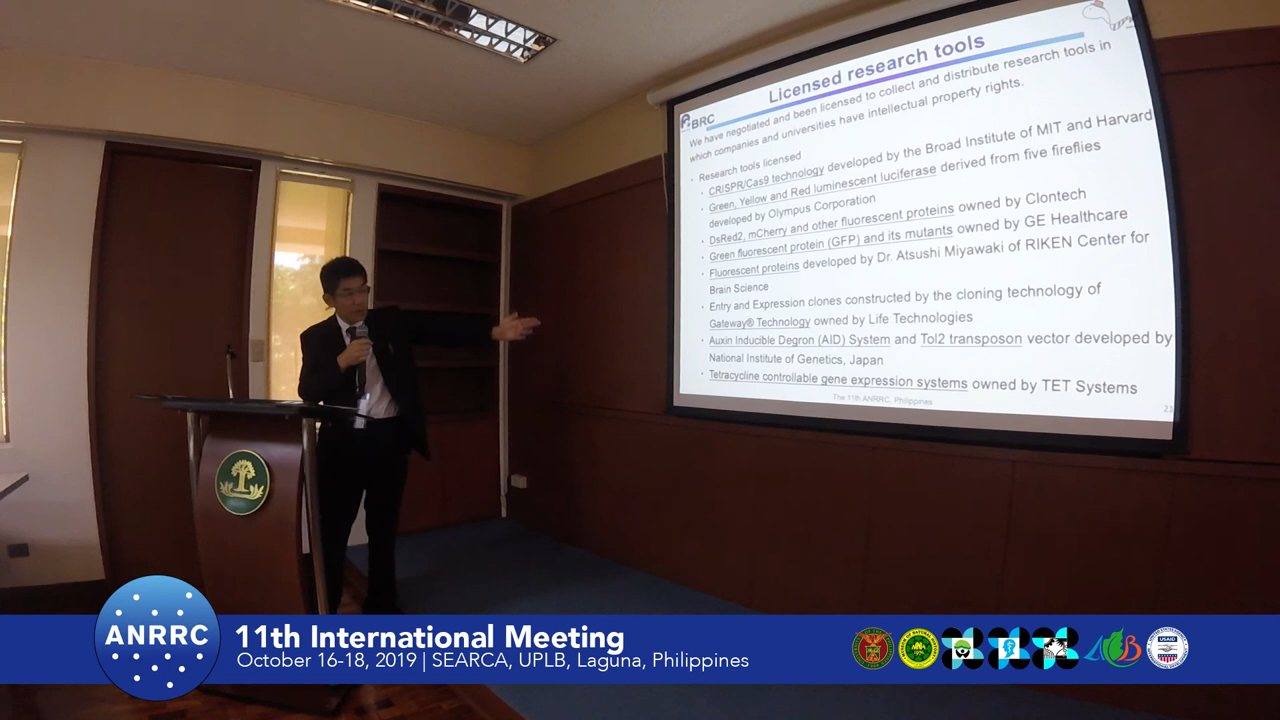 Licensed research tools
BRC
We have negotiated and been licensed to collect and distribute research tools in
which companies and universities have intellectual property rights.
• Research tools licensed
• CRISPR/Cas9 technology developed by the Broad Institute of MIT and Harvard
• Green, Yellow and Red luminescent luciferase derived from five fireflies
developed by Olympus Corporation
• DsRed2, mCherry and other fluorescent proteins owned by Clontech
• Green fluorescent protein (GFP) and its mutants owned by GE Healthcare
• Fluorescent proteins developed by Dr. Atsushi Miyawaki of RIKEN Center for
Brain Science
• Entry and Expression clones constructed by the cloning technology of
Gateway® Technology owned by Life Technologies
• Auxin Inducible Degron (AID) System and Tol2 transposon vector developed by
National Institute of Genetics, Japan
• Tetracycline controllable gene expression systems owned by TET Systems
The 11th ANRRC, Philippines
21
ANRRC
11th International Meeting
October 16-18, 2019 | SEARCA, UPLB, Laguna, Philippines
USAID